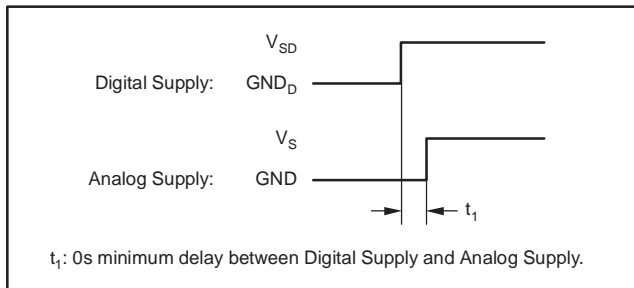 V_SD
Digital Supply: GND_D
V_S
Analog Supply: GND
t_1
t_1: 0s minimum delay between Digital Supply and Analog Supply.